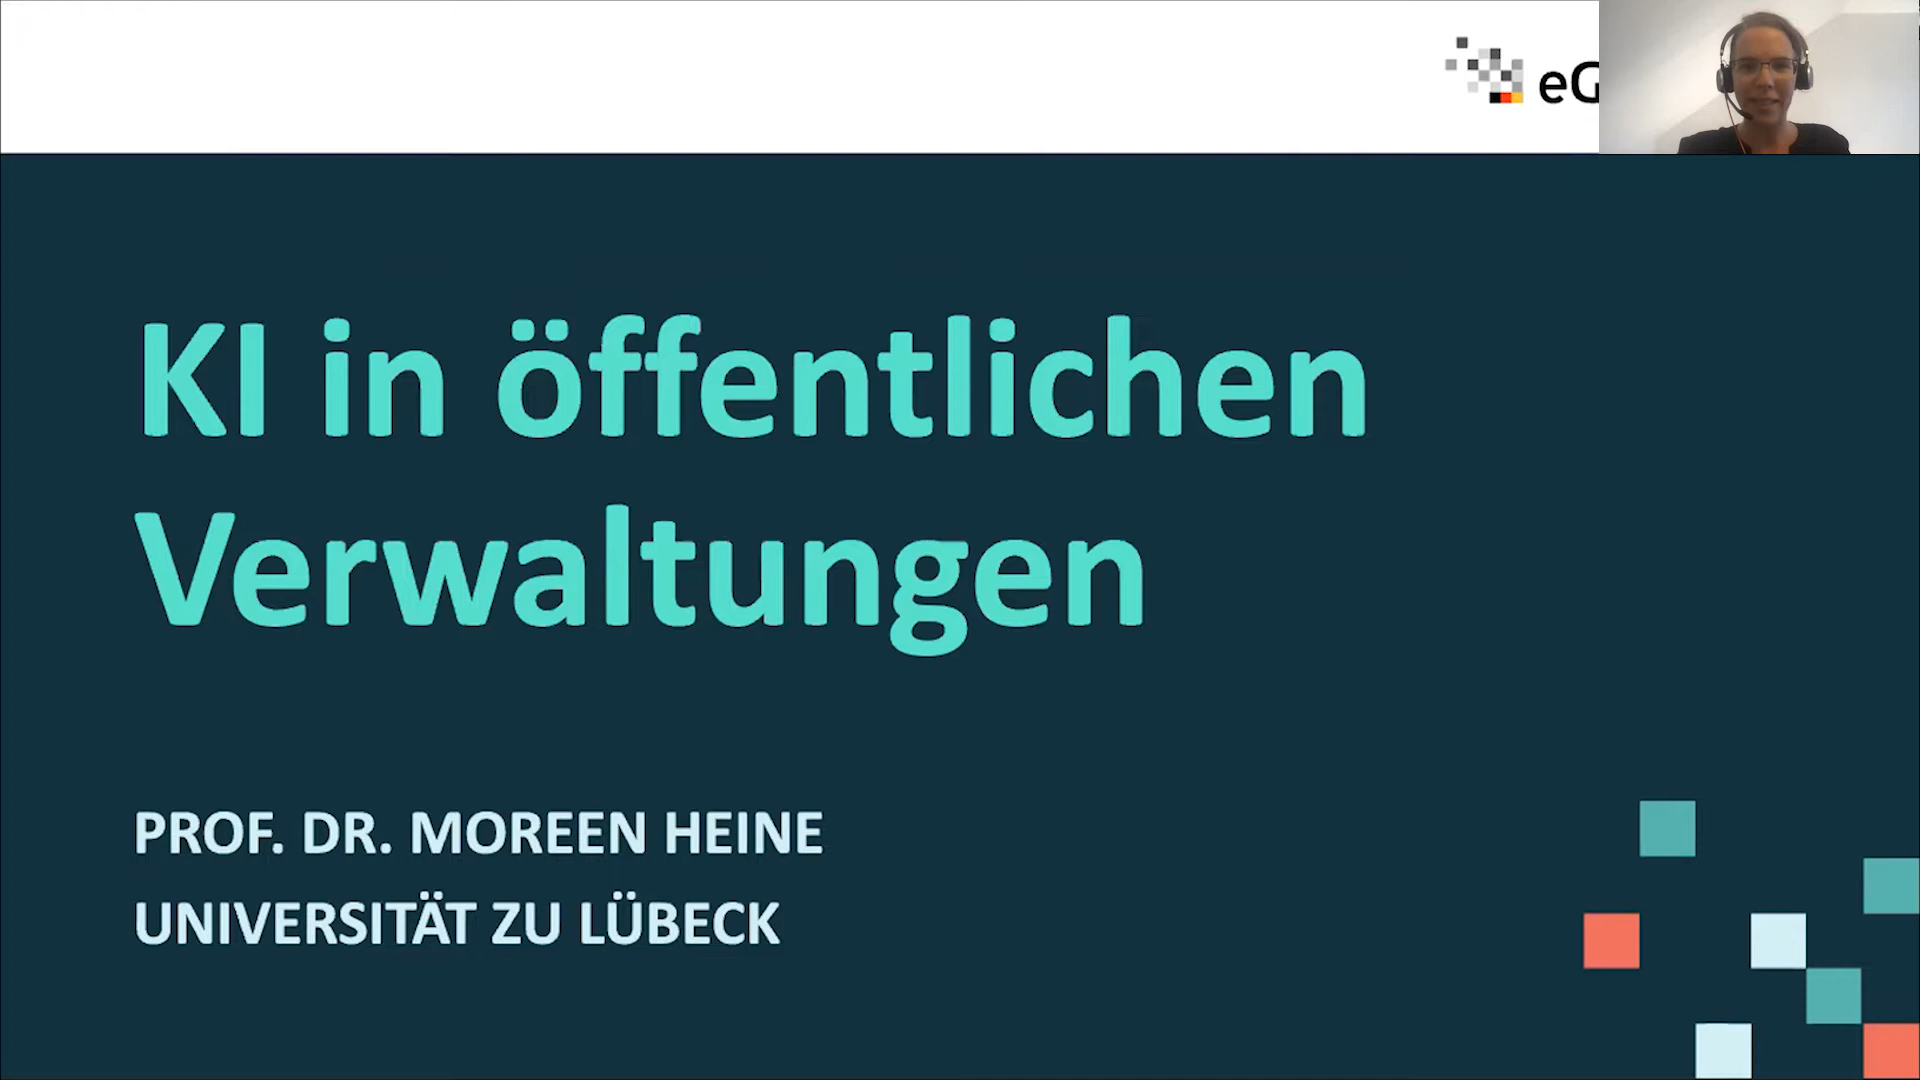 eG
KI in öffentlichen
Verwaltungen
PROF. DR. MOREEN HEINE
UNIVERSITÄT ZU LÜBECK